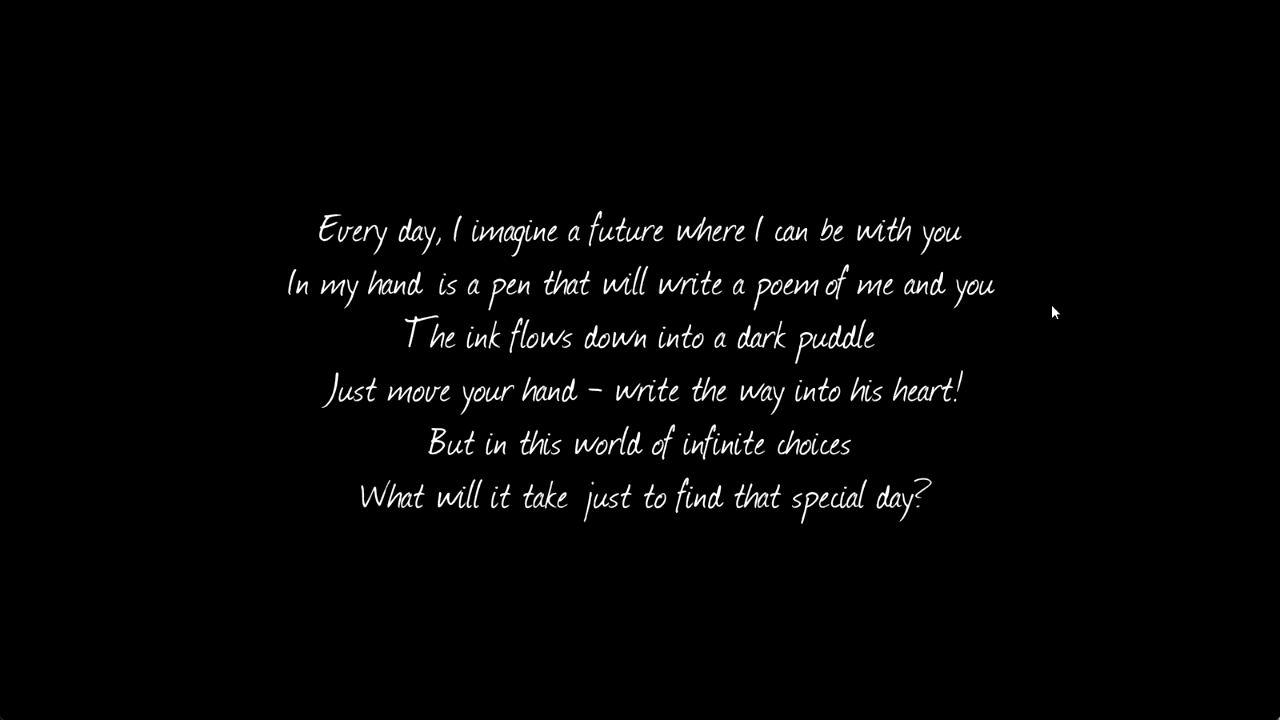 Every day, I imagine a future where I can be with you
In my hand is a pen that will write a poem of me and you
The ink flows down into a dark puddle
Just move your hand – write the way into his heart!
But in this world of infinite choices
What will it take just to find that special day?